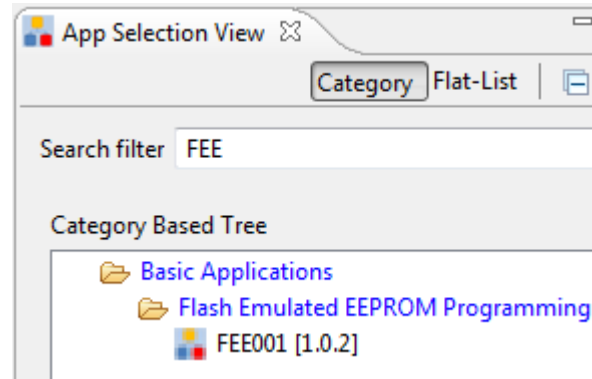 App Selection View
Category Flat-List
Search filter FEE
Category Based Tree
Basic Applications
Flash Emulated EEPROM Programming
FEE001 [1.0.2]